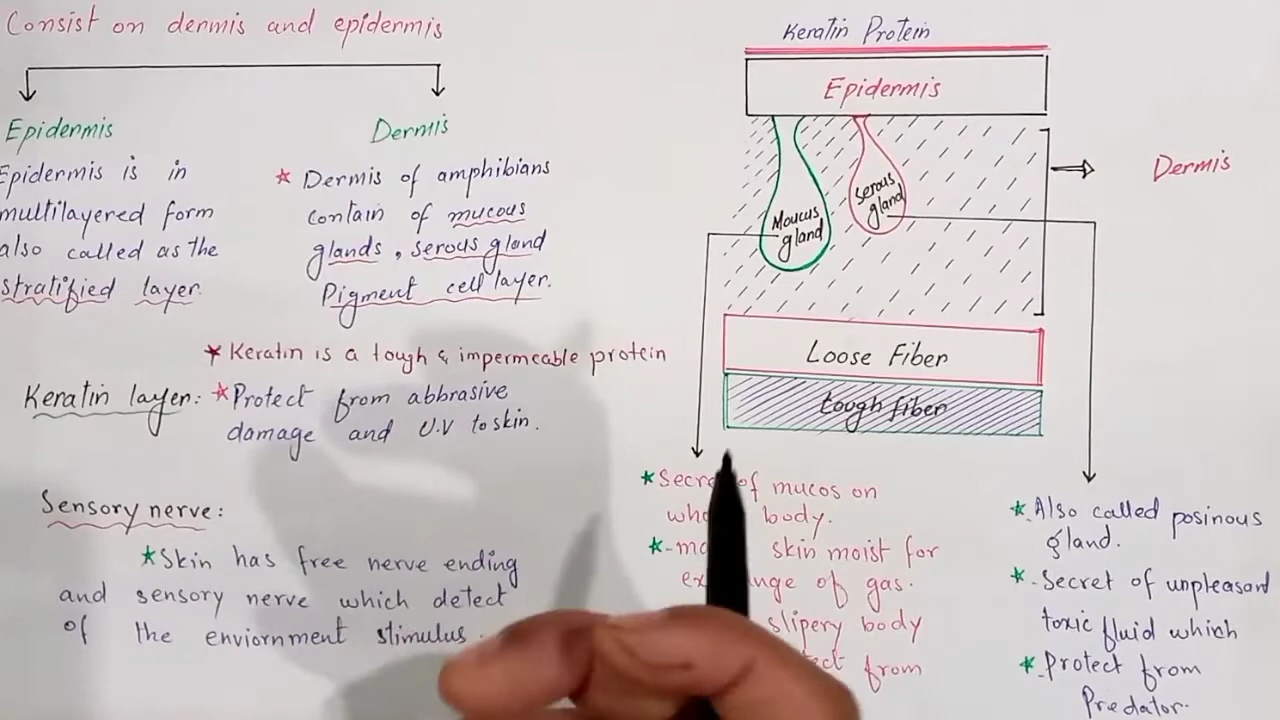 Consist on dermis and epidermis
Epidermis
Epidermis is in
multilayered form
also called as the
stratified layer.
Dermis
* Dermis of amphibians
contain of mucous
glands, serous gland
Pigment cell layer.
* Keratin is a tough & impermeable protein
Keratin layer: * Protect from abbrasive
damage and U.V to skin.
Sensory nerve:
* Skin has free nerve ending
and sensory nerve which detect
of the enviornment stimulus.
Keratin Protein
Epidermis
Moucus
gland
Serous
gland
Dermis
Loose Fiber
tough fiber
* of mucos on
body.
* skin moist for
of gas.
slipery body
from
* Also called posinous
gland.
* Secret of unpleasant
toxic fluid which
* Protect from
Predator.